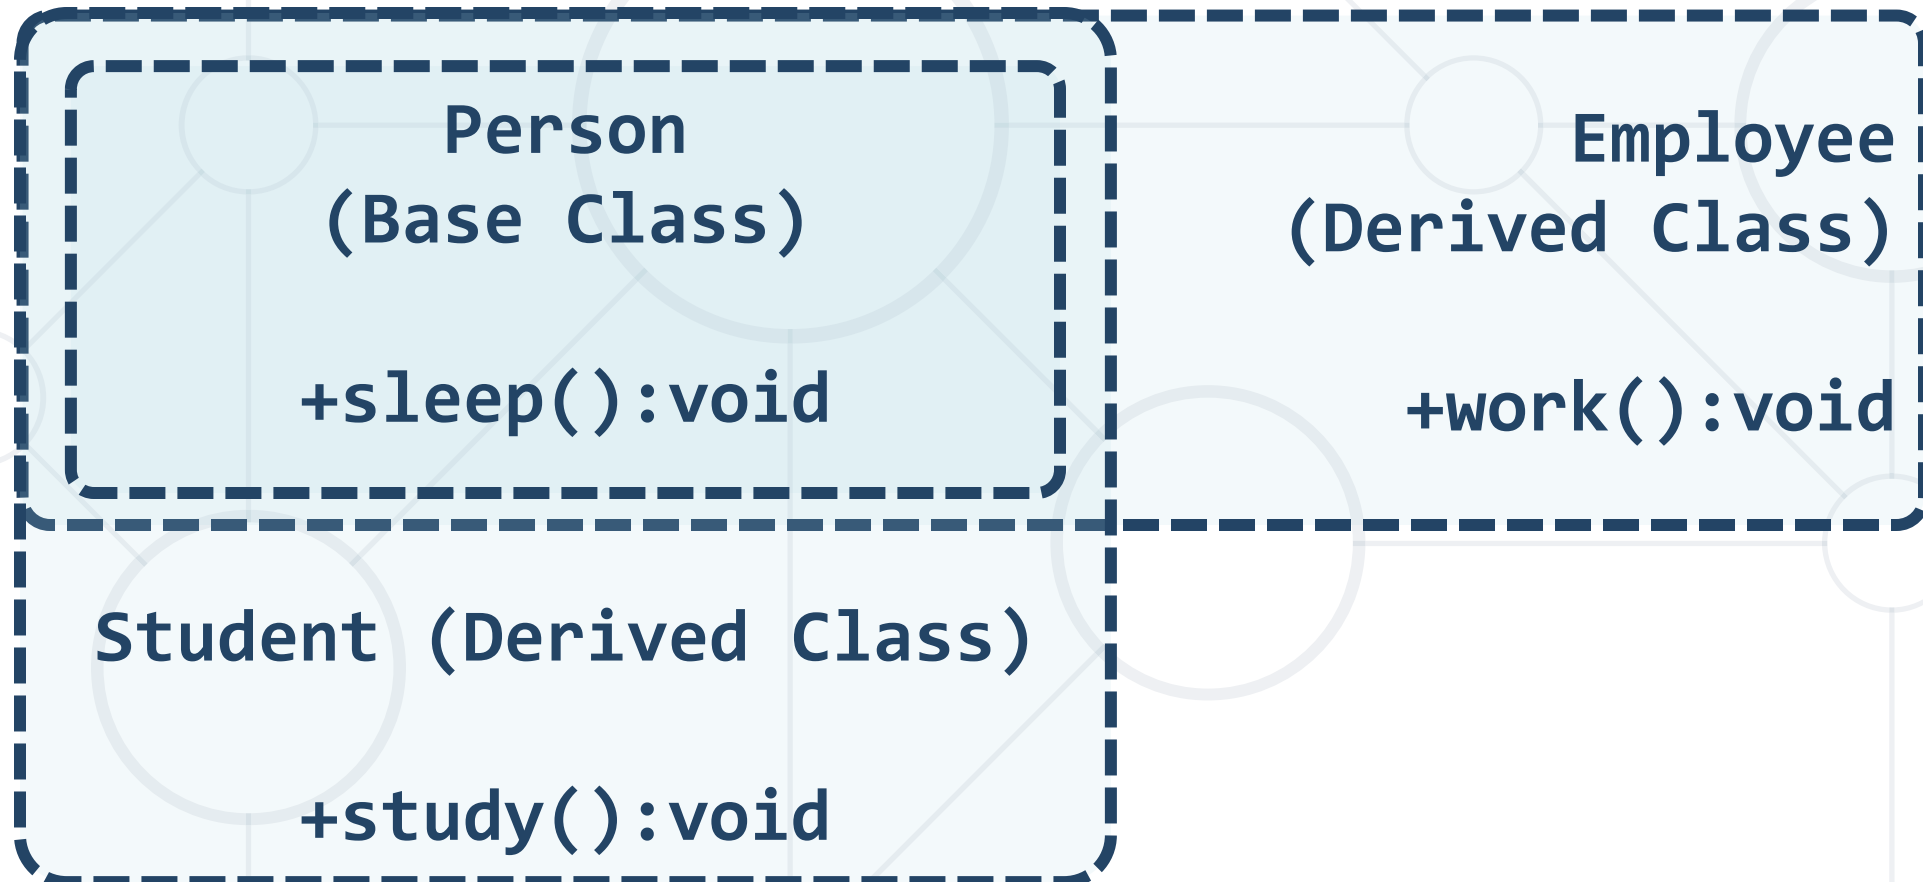 Person
(Base Class)
+sleep():void
Employee
(Derived Class)
+work():void
Student (Derived Class)
+study():void